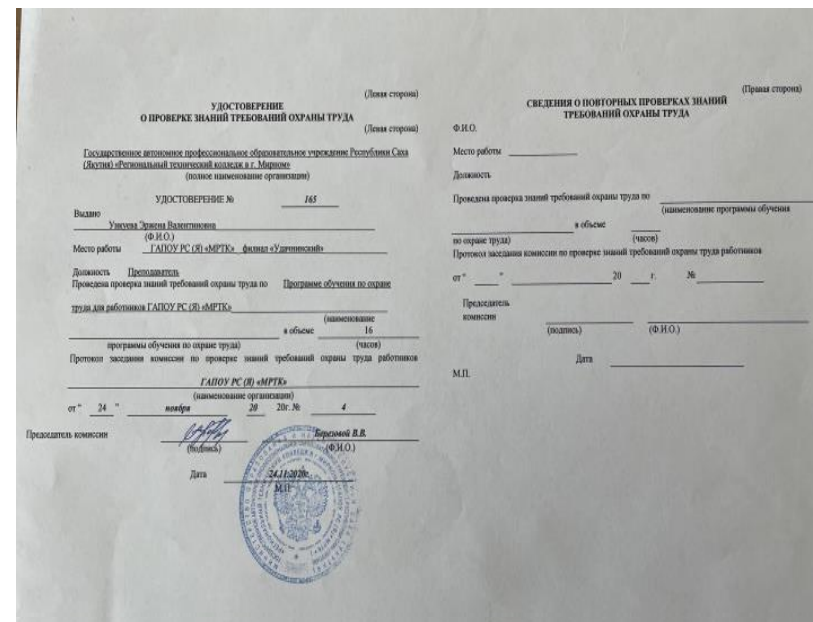 (Левая сторона)
УДОСТОВЕРЕНИЕ
О ПРОВЕРКЕ ЗНАНИЙ ТРЕБОВАНИЙ ОХРАНЫ ТРУДА
(Левая сторона)
Государственное автономное профессиональное образовательное учреждение Республики Саха
(Якутия) «Региональный технический колледж в г. Мирном»
(полное наименование организации)
УДОСТОВЕРЕНИЕ № 165
Выдано
Эржена Валентиновна
(Ф.И.О.)
Место работы ГАПОУ РС (Я) «МРТК» филиал «Удачнинский»
Должность Преподаватель
Проведена проверка знаний требований охраны труда по Программе обучения по охране
труда для работников ГАПОУ РС (Я) «МРТК»
(наименование
в объеме 16
программы обучения по охране труда) (часов)
Протокол заседания комиссии по проверке знаний требований охраны труда работников
ГАПОУ РС (Я) «МРТК»
(наименование организации)
от " 24 " ноября 20 20г. № 4
Председатель комиссии Березовой В.В.
(подпись) (Ф.И.О.)
Дата 24.11.2020г.
М.П.
(Правая сторона)
СВЕДЕНИЯ О ПОВТОРНЫХ ПРОВЕРКАХ ЗНАНИЙ
ТРЕБОВАНИЙ ОХРАНЫ ТРУДА
Ф.И.О.
Место работы
Должность
Проведена проверка знаний требований охраны труда по
(наименование программы обучения
в объеме
по охране труда) (часов)
Протокол заседания комиссии по проверке знаний требований охраны труда работников
от " " 20 г. №
Председатель
комиссии
(подпись) (Ф.И.О.)
Дата
М.П.